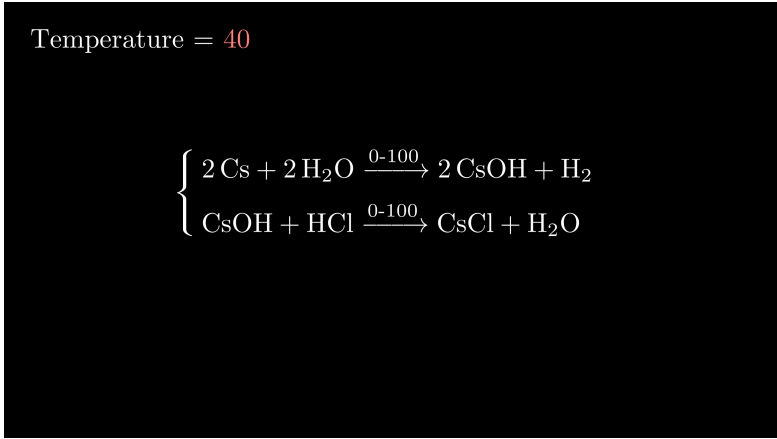 Temperature = 40
2 Cs + 2 H₂O 0-100⟶ 2 CsOH + H₂
CsOH + HCl 0-100⟶ CsCl + H₂O